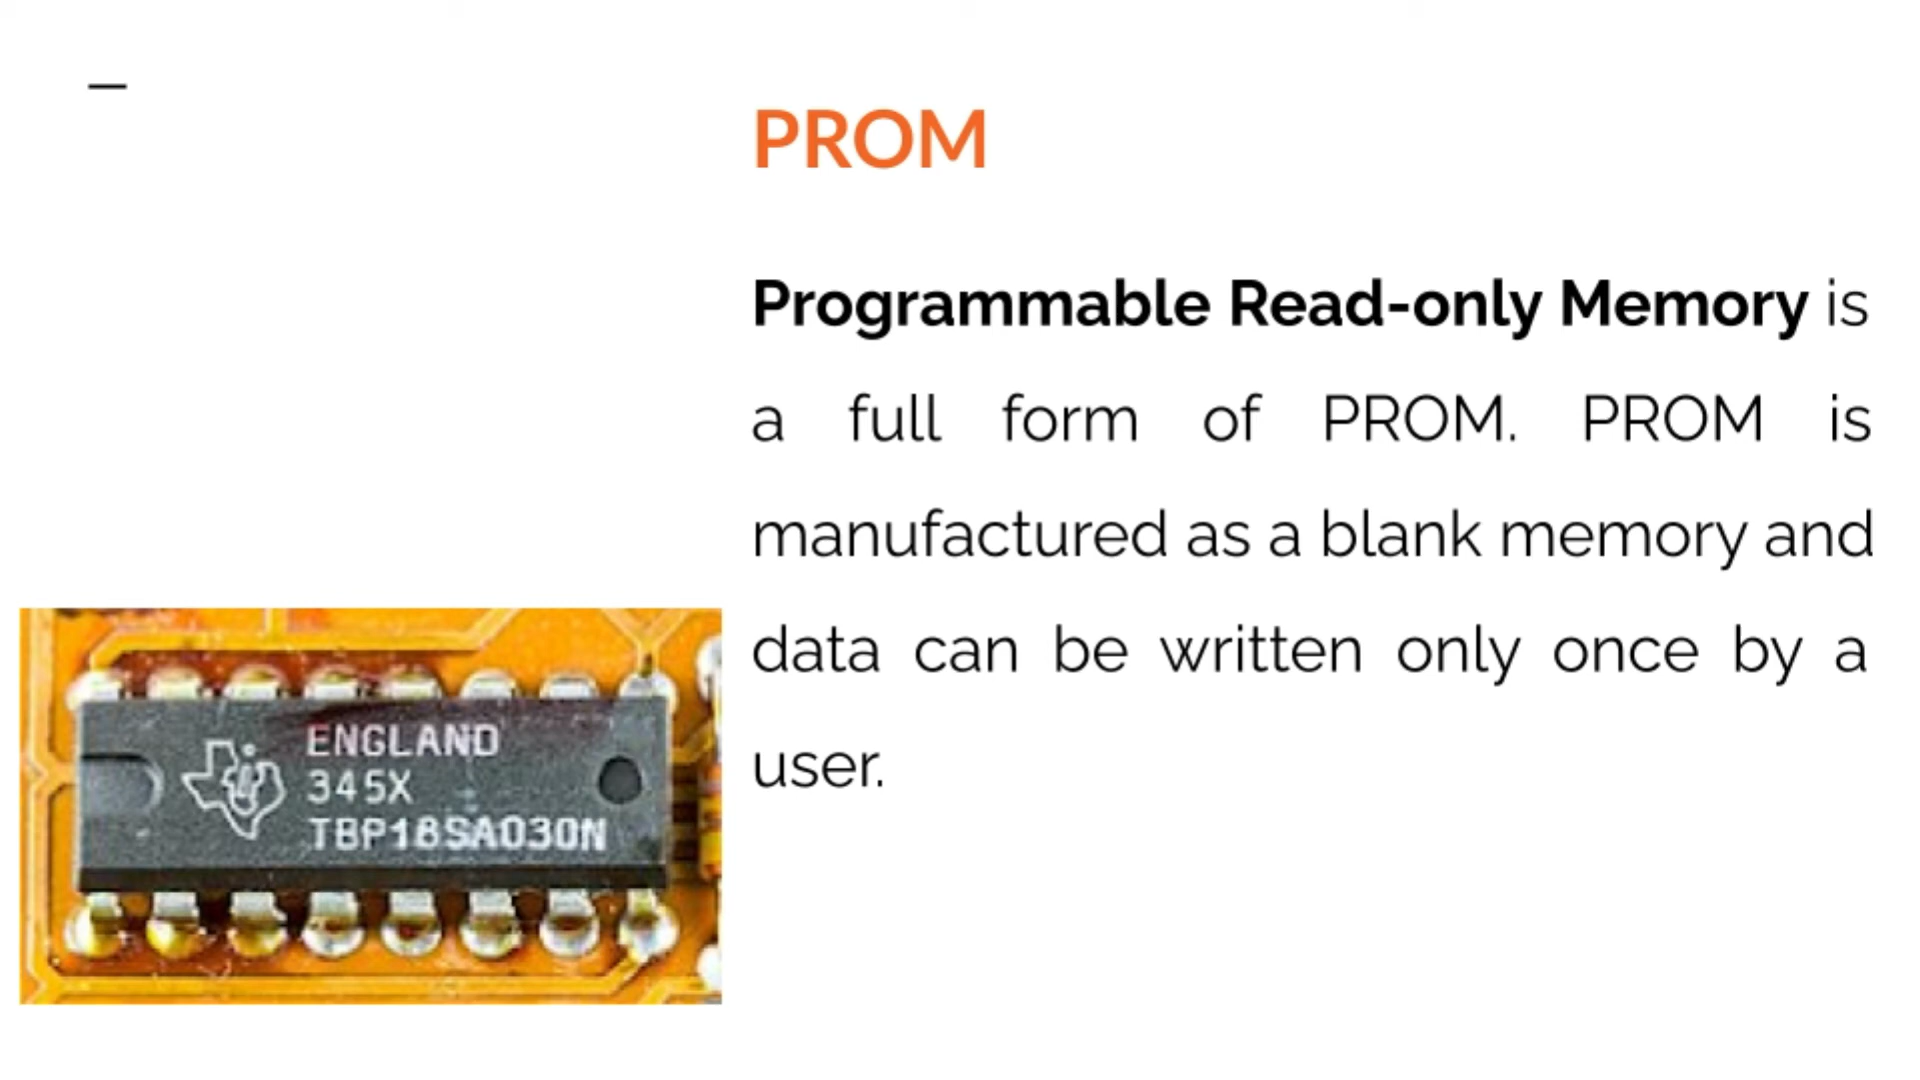 PROM
Programmable Read-only Memory is
a full form of PROM. PROM is
manufactured as a blank memory and
data can be written only once by a
user.
ENGLAND
345X
TBP18SA030N